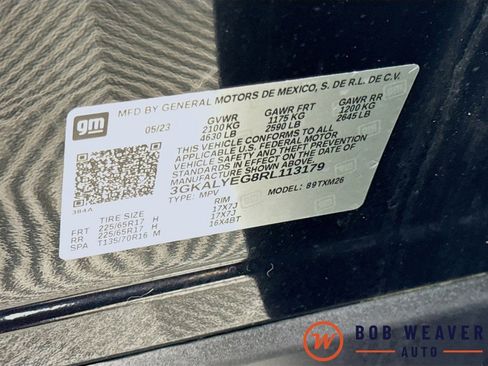 gm
MFD BY GENERAL MOTORS DE MEXICO, S. DE R.L. DE C.V.
05/23 GVWR GAWR FRT GAWR RR
2100 KG 1175 KG 1200 KG
4630 LB 2590 LB 2645 LB
THIS VEHICLE CONFORMS TO ALL
APPLICABLE U.S. FEDERAL MOTOR
VEHICLE SAFETY AND THEFT PREVENTION
STANDARDS IN EFFECT ON THE DATE OF
MANUFACTURE SHOWN ABOVE.
3GKALYEG8RL113179
TYPE: MPV MODEL: 89TXM26
384A
TIRE SIZE RIM
FRT 225/65R17 H 17X7J
RR 225/65R17 H 17X7J
SPA T135/70R16 M 16X4BT
W
BOB WEAVER
AUTO